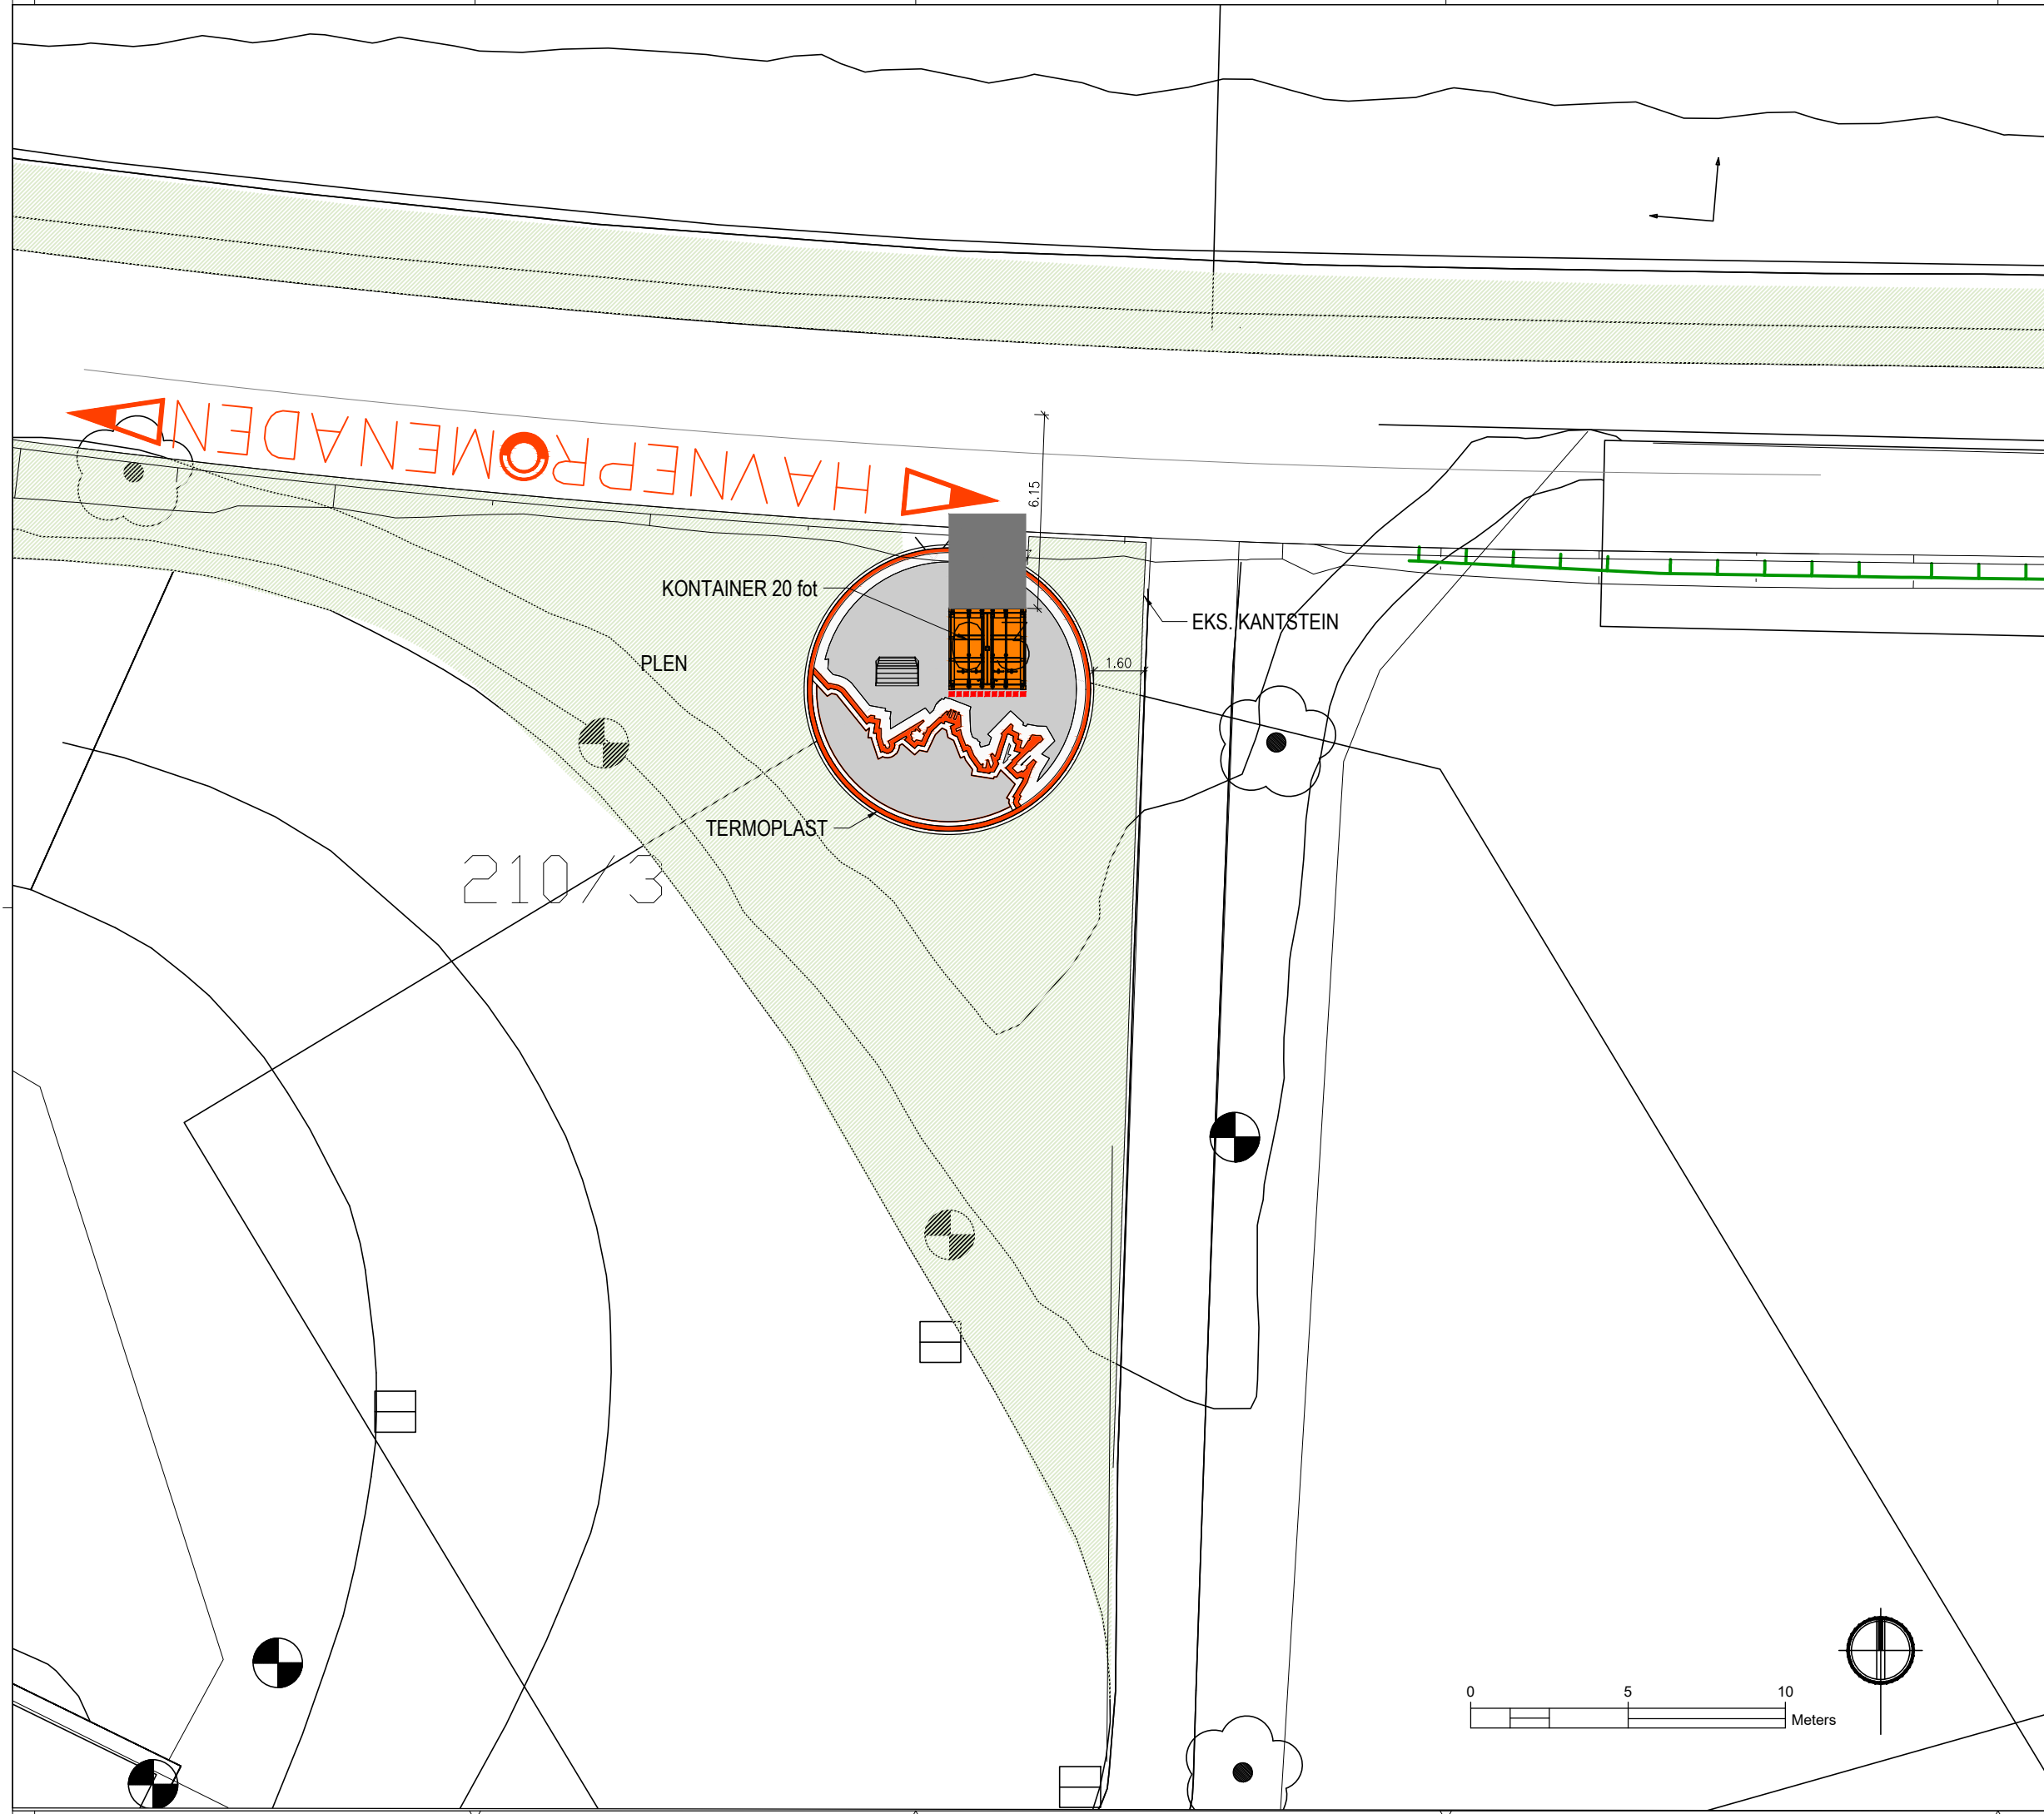 HAVNEPROMENADEN
6.15
KONTAINER 20 fot
EKS. KANTSTEIN
PLEN
1.60
TERMOPLAST
210/3
0 5 10
Meters